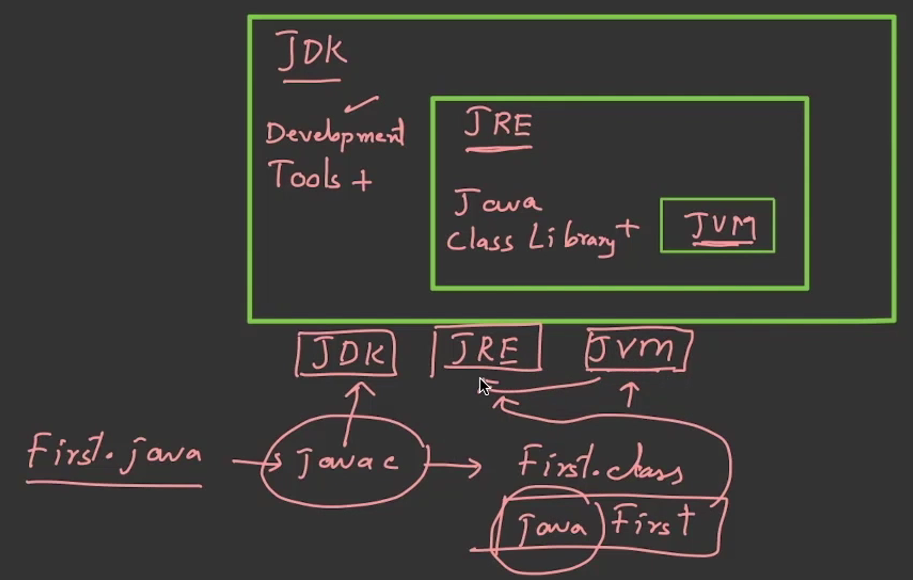 JDK
Development
Tools +
JRE
Java
Class Library +
JVM
JDK
JRE
JVM
First.java
javac
First.class
java First